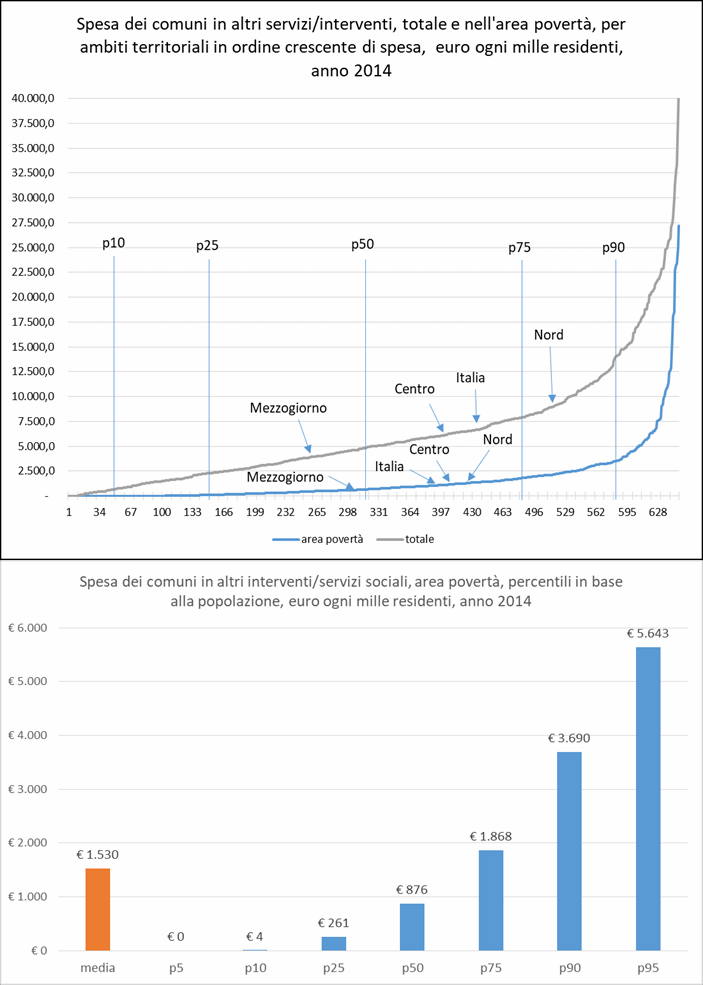 Spesa dei comuni in altri servizi/interventi, totale e nell'area povertà, per
ambiti territoriali in ordine crescente di spesa, euro ogni mille residenti,
anno 2014
40.000,0
37.500,0
35.000,0
32.500,0
30.000,0
27.500,0
25.000,0
22.500,0
20.000,0
17.500,0
15.000,0
12.500,0
10.000,0
7.500,0
5.000,0
2.500,0
-
p10
p25
p50
p75
p90
Nord
Italia
Centro
Mezzogiorno
Nord
Centro
Italia
Mezzogiorno
1 34 67 100 133 166 199 232 265 298 331 364 397 430 463 496 529 562 595 628
area povertà totale
Spesa dei comuni in altri interventi/servizi sociali, area povertà, percentili in base
alla popolazione, euro ogni mille residenti, anno 2014
€ 6.000
€ 5.000
€ 4.000
€ 3.000
€ 2.000
€ 1.000
€ 0
€ 1.530
€ 0
€ 4
€ 261
€ 876
€ 1.868
€ 3.690
€ 5.643
media p5 p10 p25 p50 p75 p90 p95